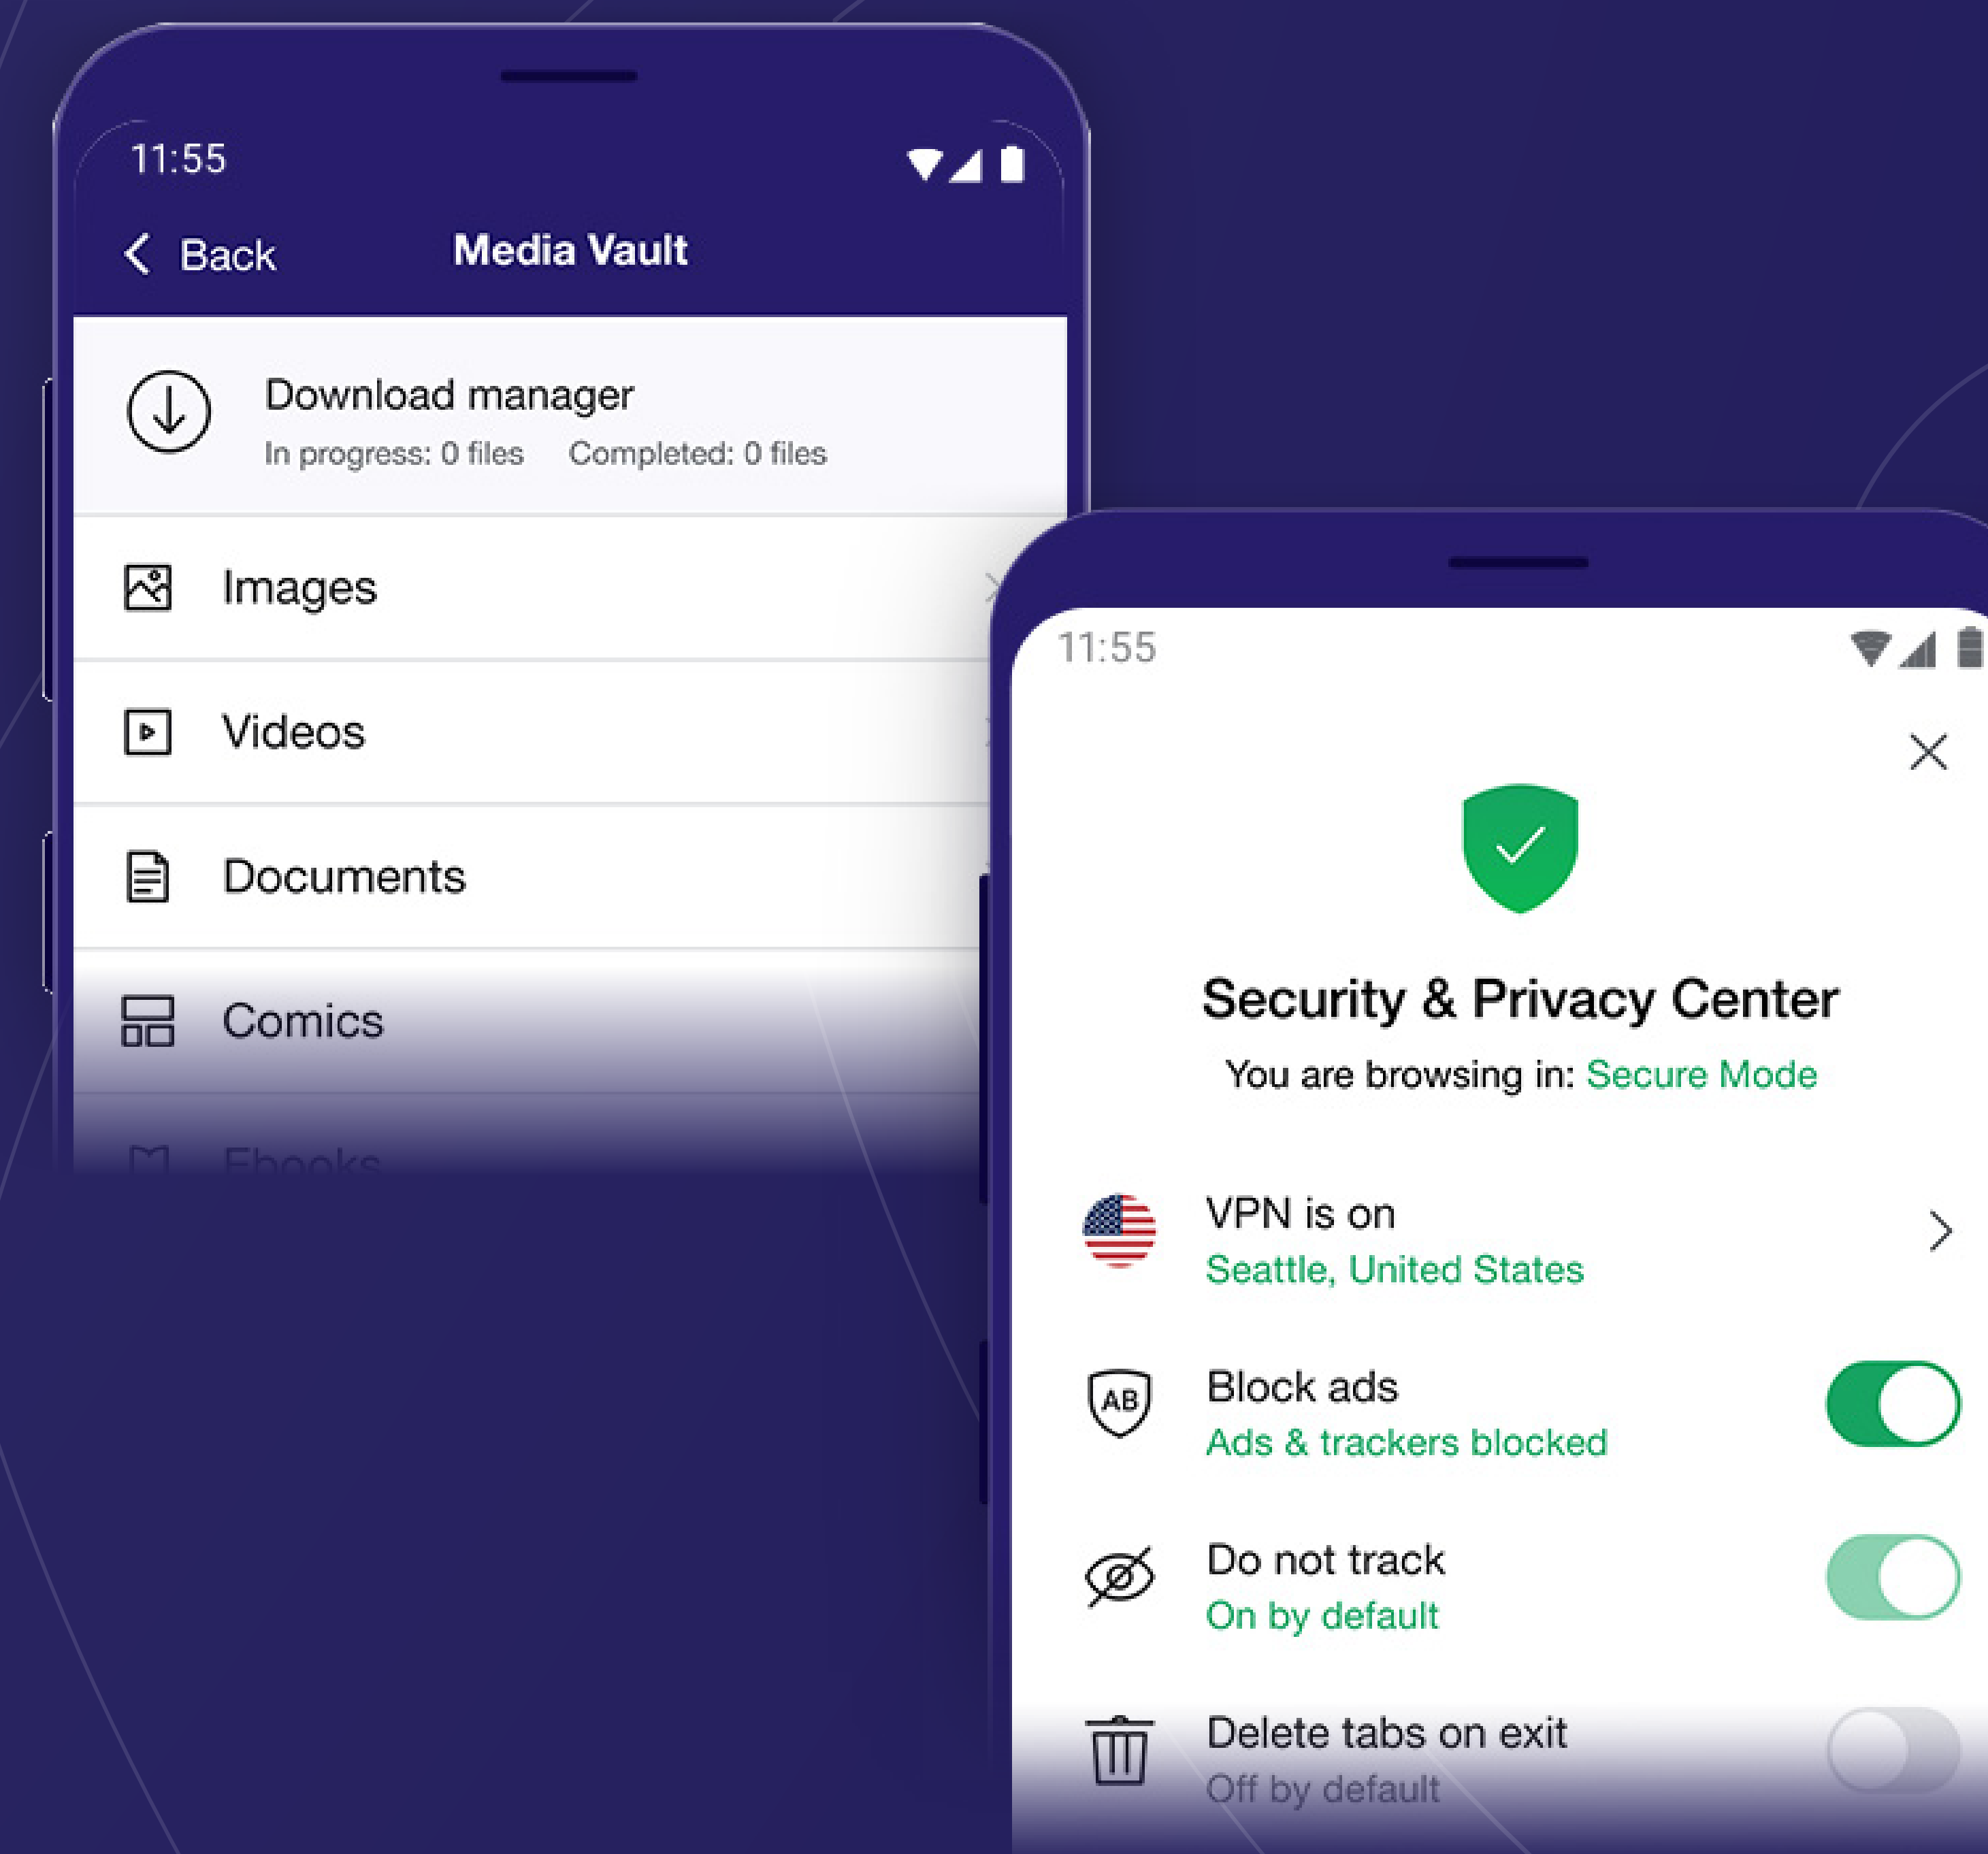 11:55
Back
Media Vault
Download manager
In progress: 0 files Completed: 0 files
Images
Videos
Documents
Comics
Ebooks
11:55
Security & Privacy Center
You are browsing in: Secure Mode
VPN is on
Seattle, United States
AB
Block ads
Ads & trackers blocked
Do not track
On by default
Delete tabs on exit
Off by default